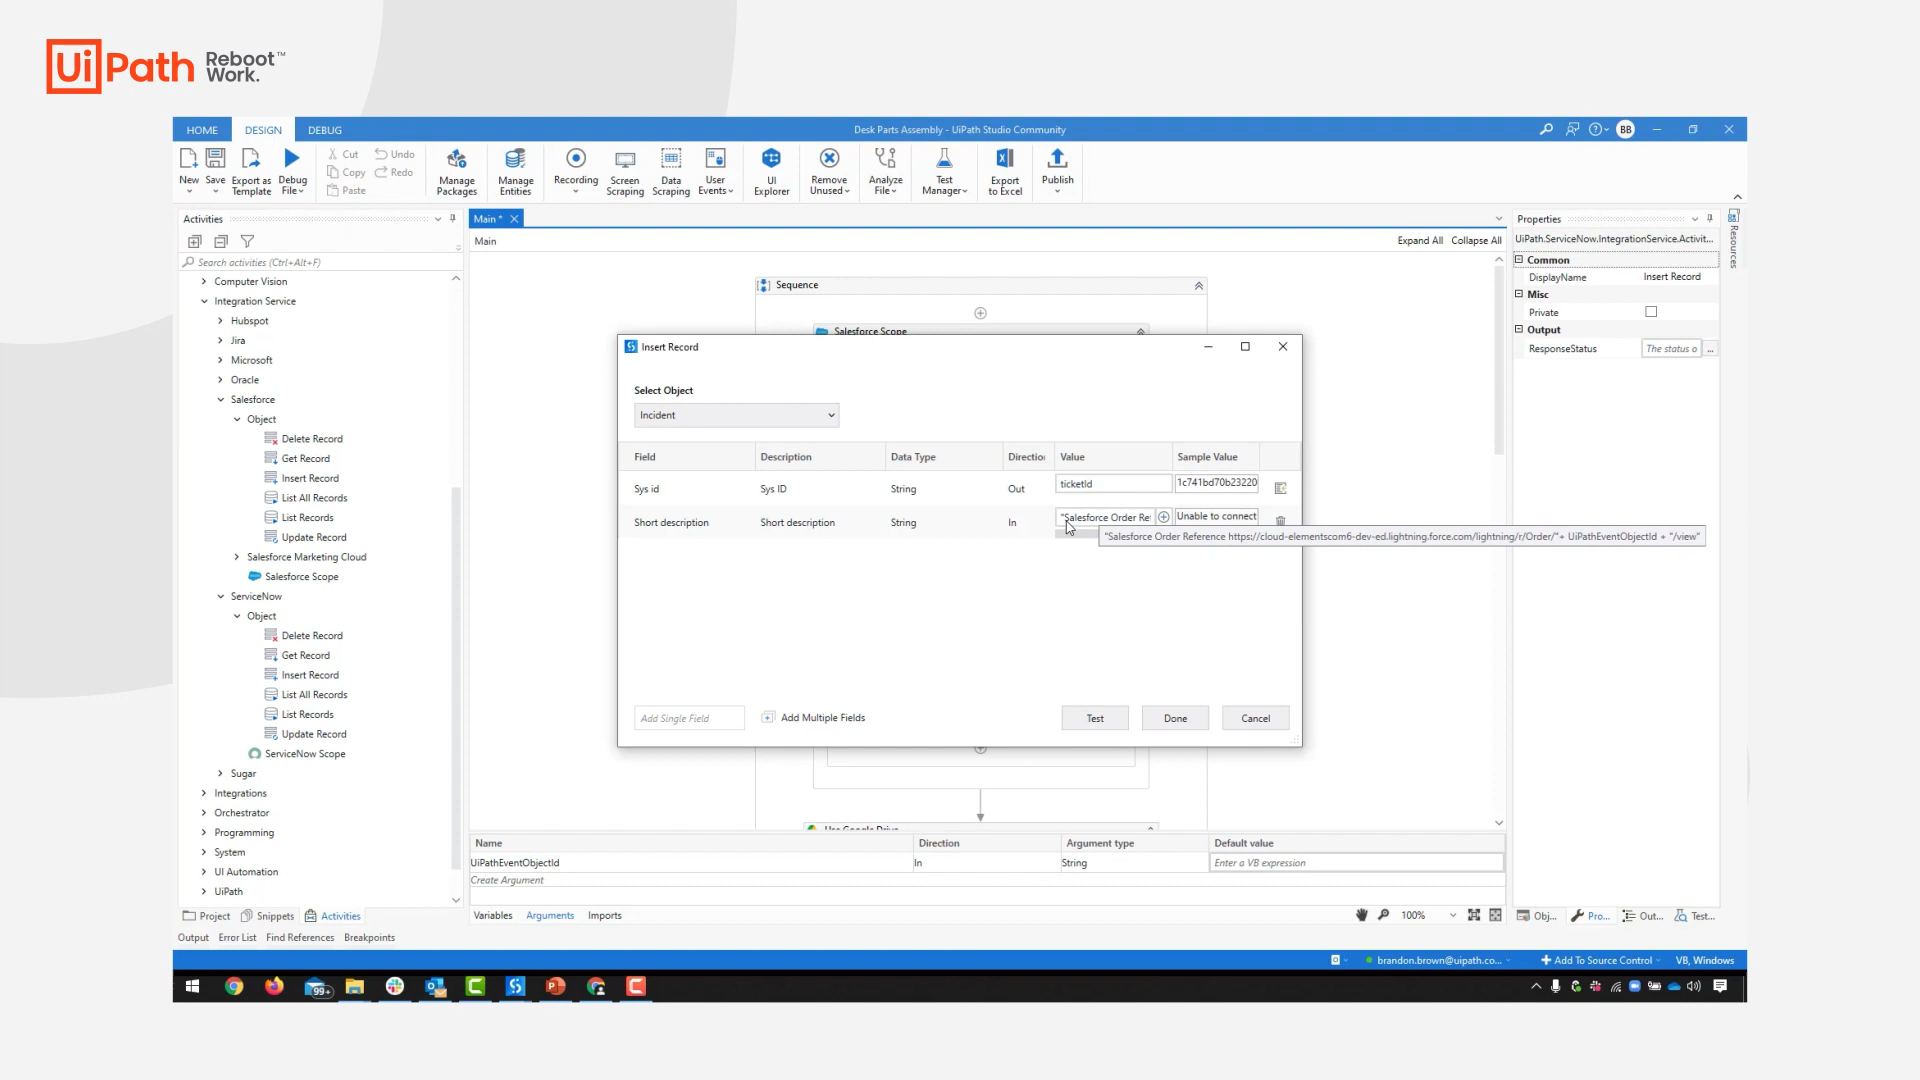 UiPath Reboot Work.™
HOME DESIGN DEBUG
Desk Parts Assembly - UiPath Studio Community
BB
New Save Export as Template Debug File
Cut Copy Paste Undo Redo
Manage Packages Manage Entities Recording Screen Scraping Data Scraping User Events UI Explorer Remove Unused Analyze File Test Manager Export to Excel Publish
Activities
Search activities (Ctrl+Alt+F)
Computer Vision
Integration Service
Hubspot
Jira
Microsoft
Oracle
Salesforce
Object
Delete Record
Get Record
Insert Record
List All Records
List Records
Update Record
Salesforce Marketing Cloud
Salesforce Scope
ServiceNow
Object
Delete Record
Get Record
Insert Record
List All Records
List Records
Update Record
ServiceNow Scope
Sugar
Integrations
Orchestrator
Programming
System
UI Automation
UiPath
Project Snippets Activities
Output Error List Find References Breakpoints
Main *
Main
Expand All Collapse All
Sequence
Salesforce Scope
Insert Record
Select Object
Incident
Field Description Data Type Direction Value Sample Value
Sys id Sys ID String Out ticketId 1c741bd70b23220
Short description Short description String In "Salesforce Order Re Unable to connect
"Salesforce Order Reference https://cloud-elementscom6-dev-ed.lightning.force.com/lightning/r/Order/"+ UiPathEventObjectId + "/view"
Add Single Field Add Multiple Fields Test Done Cancel
Use Google Drive
Name Direction Argument type Default value
UiPathEventObjectId In String Enter a VB expression
Create Argument
Variables Arguments Imports 100%
Properties
UiPath.ServiceNow.IntegrationService.Activit...
Common
DisplayName Insert Record
Misc
Private
Output
ResponseStatus The status o ...
Resources
Obj... Pro... Out... Test...
brandon.brown@uipath.co... Add To Source Control VB, Windows
99+